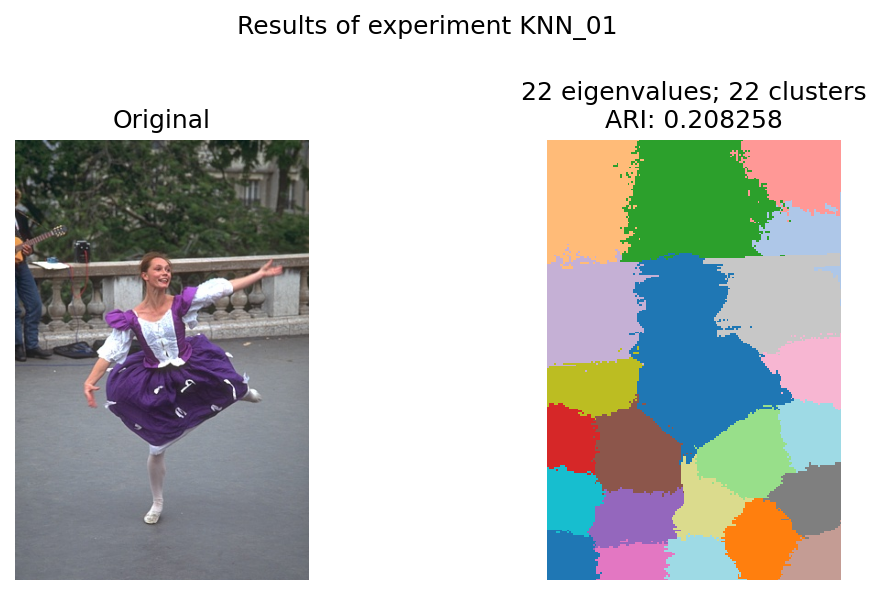 Results of experiment KNN_01
Original
22 eigenvalues; 22 clusters
ARI: 0.208258